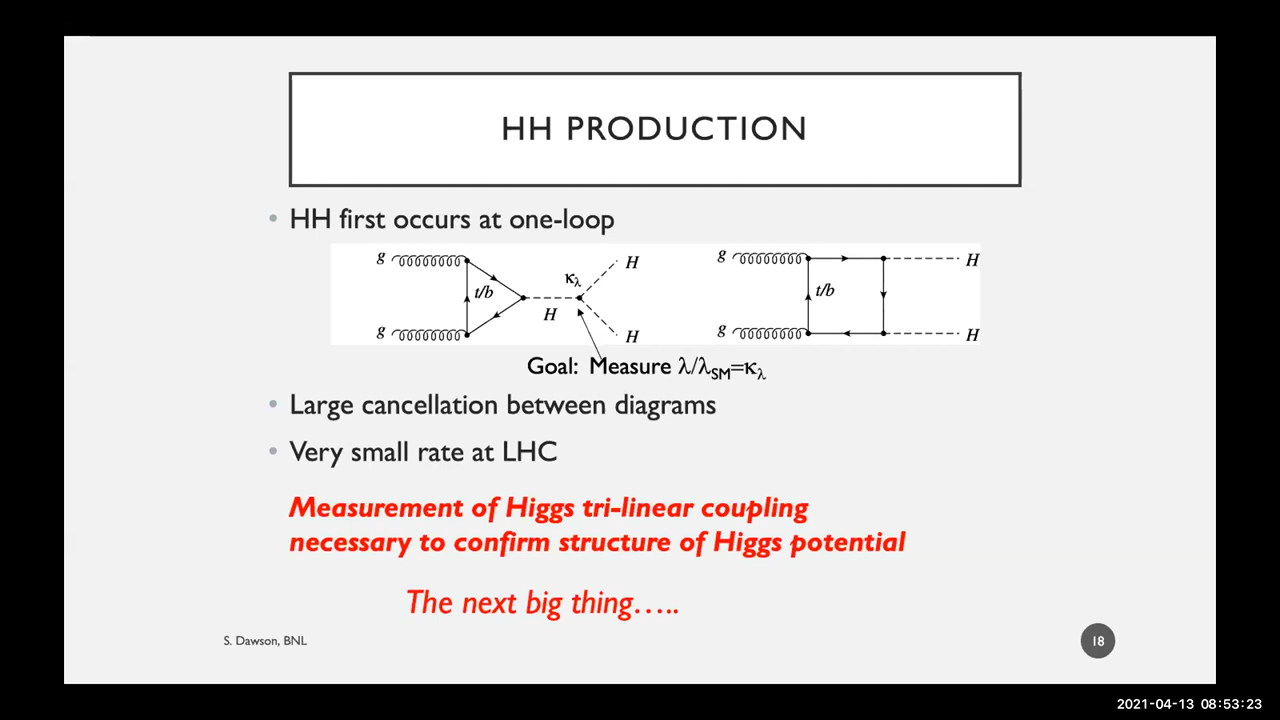 HH PRODUCTION
• HH first occurs at one-loop
g t/b H κλ H
g H
g t/b H
g H
Goal: Measure λ/λSM=κλ
• Large cancellation between diagrams
• Very small rate at LHC
Measurement of Higgs tri-linear coupling
necessary to confirm structure of Higgs potential
The next big thing.....
S. Dawson, BNL
18
2021-04-13 08:53:23